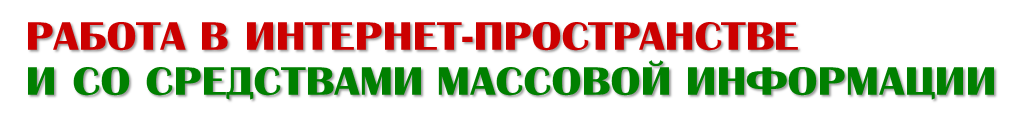 РАБОТА В ИНТЕРНЕТ-ПРОСТРАНСТВЕ
И СО СРЕДСТВАМИ МАССОВОЙ ИНФОРМАЦИИ